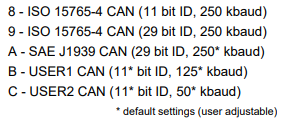 8 - ISO 15765-4 CAN (11 bit ID, 250 kbaud)
9 - ISO 15765-4 CAN (29 bit ID, 250 kbaud)
A - SAE J1939 CAN (29 bit ID, 250* kbaud)
B - USER1 CAN (11* bit ID, 125* kbaud)
C - USER2 CAN (11* bit ID, 50* kbaud)
* default settings (user adjustable)